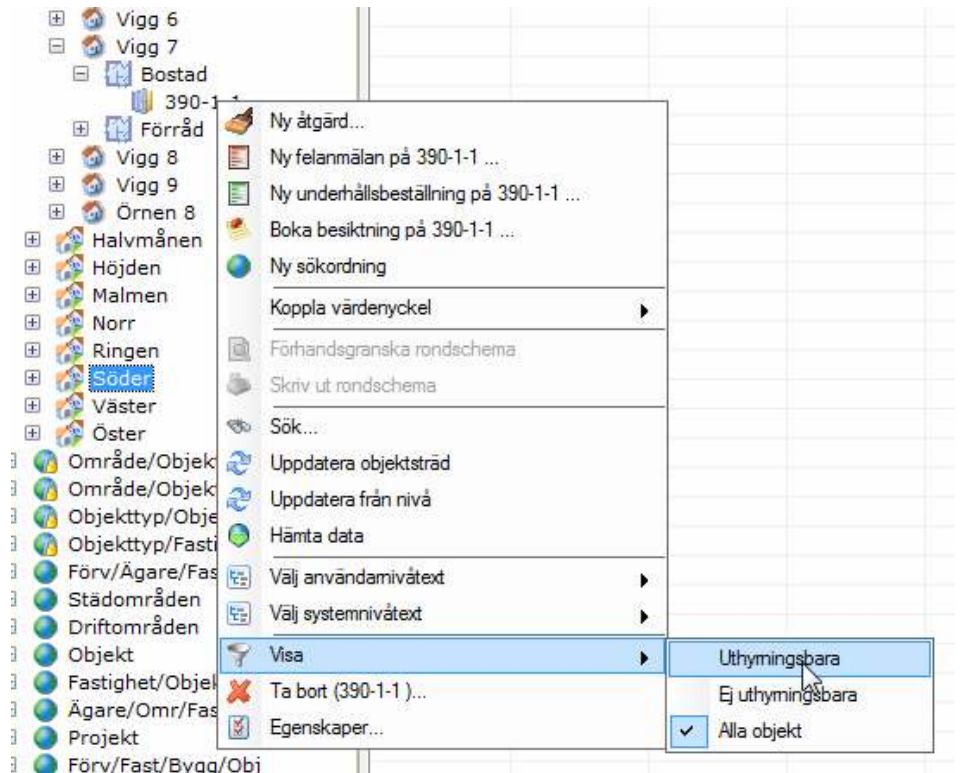 Vigg 6
Vigg 7
Bostad
390-1-1
Förråd
Vigg 8
Vigg 9
Örnen 8
Halvmånen
Höjden
Malmen
Norr
Ringen
Söder
Väster
Öster
Område/Objek
Område/Objek
Objekttyp/Obje
Objekttyp/Fasti
Förv/Ägare/Fas
Städområden
Driftområden
Objekt
Fastighet/Objek
Ägare/Omr/Fas
Projekt
Förv/Fast/Bygg/Obj
Ny åtgärd...
Ny felanmälan på 390-1-1 ...
Ny underhållsbeställning på 390-1-1 ...
Boka besiktning på 390-1-1 ...
Ny sökordning
Koppla värdenyckel
Förhandsgranska rondschema
Skriv ut rondschema
Sök...
Uppdatera objektsträd
Uppdatera från nivå
Hämta data
Välj användarnivåtext
Välj systemnivåtext
Visa
Ta bort (390-1-1 )...
Egenskaper...
Uthyrningsbara
Ej uthyrningsbara
Alla objekt